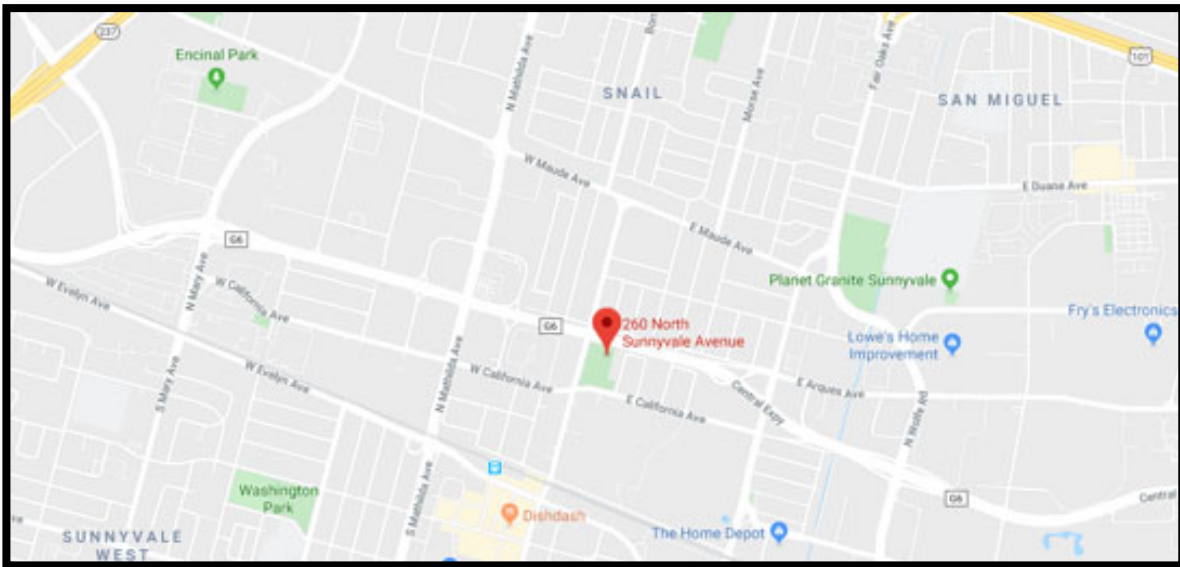 237
Encinal Park
N Mathilda Ave
SNAIL
Morse Ave
Fair Oaks Ave
101
SAN MIGUEL
W Maude Ave
E Duane Ave
E Maude Ave
G6
N Mary Ave
W California Ave
W Evelyn Ave
Planet Granite Sunnyvale
Fry's Electronics
G6
260 North
Sunnyvale Avenue
Lowe's Home
Improvement
W Evelyn Ave
S Mary Ave
N Mathilda Ave
W California Ave
E California Ave
Central Expy
E Arques Ave
N Wolfe Rd
Washington
Park
S Mathilda Ave
Dishdash
The Home Depot
G6
Central
SUNNYVALE
WEST